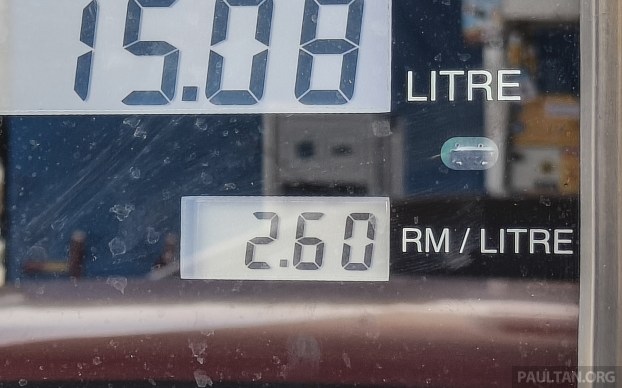 15.08 LITRE
2.60 RM / LITRE
PAULTAN.ORG